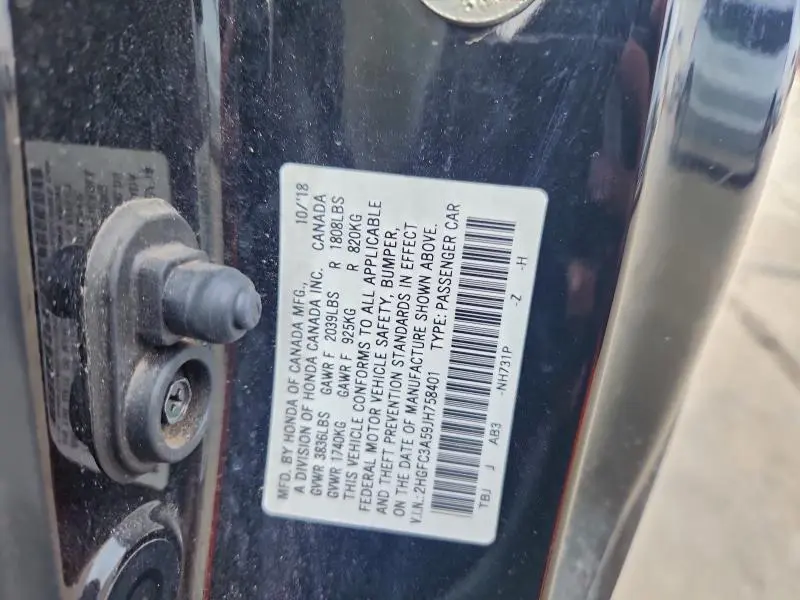 MFD. BY HONDA OF CANADA MFG., 10/'18
A DIVISION OF HONDA CANADA INC. CANADA
GVWR 3836LBS GAWR F 2039LBS R 1808LBS
GVWR 1740KG GAWR F 925KG R 820KG
THIS VEHICLE CONFORMS TO ALL APPLICABLE
FEDERAL MOTOR VEHICLE SAFETY, BUMPER,
AND THEFT PREVENTION STANDARDS IN EFFECT
ON THE DATE OF MANUFACTURE SHOWN ABOVE.
V.I.N.:2HGFC3A59JH758401 TYPE:PASSENGER CAR
TBJ J AB3 -NH731P -Z -H